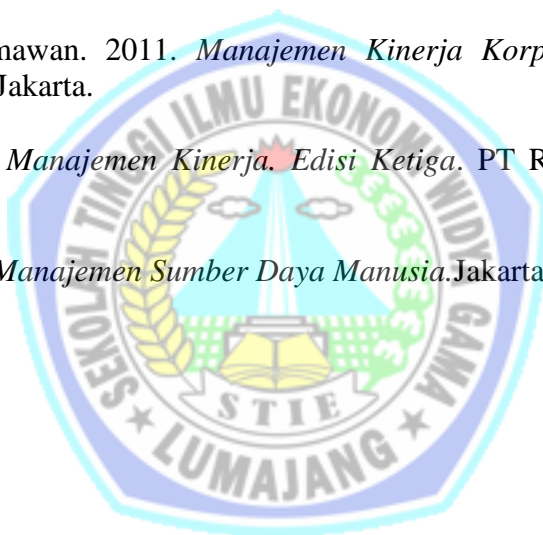 mawan. 2011. Manajemen Kinerja Korp
Jakarta.
Manajemen Kinerja. Edisi Ketiga. PT R
Manajemen Sumber Daya Manusia.Jakarta
SEKOLAH TINGGI ILMU EKONOMI WIDYA GAMA
STIE
LUMAJANG